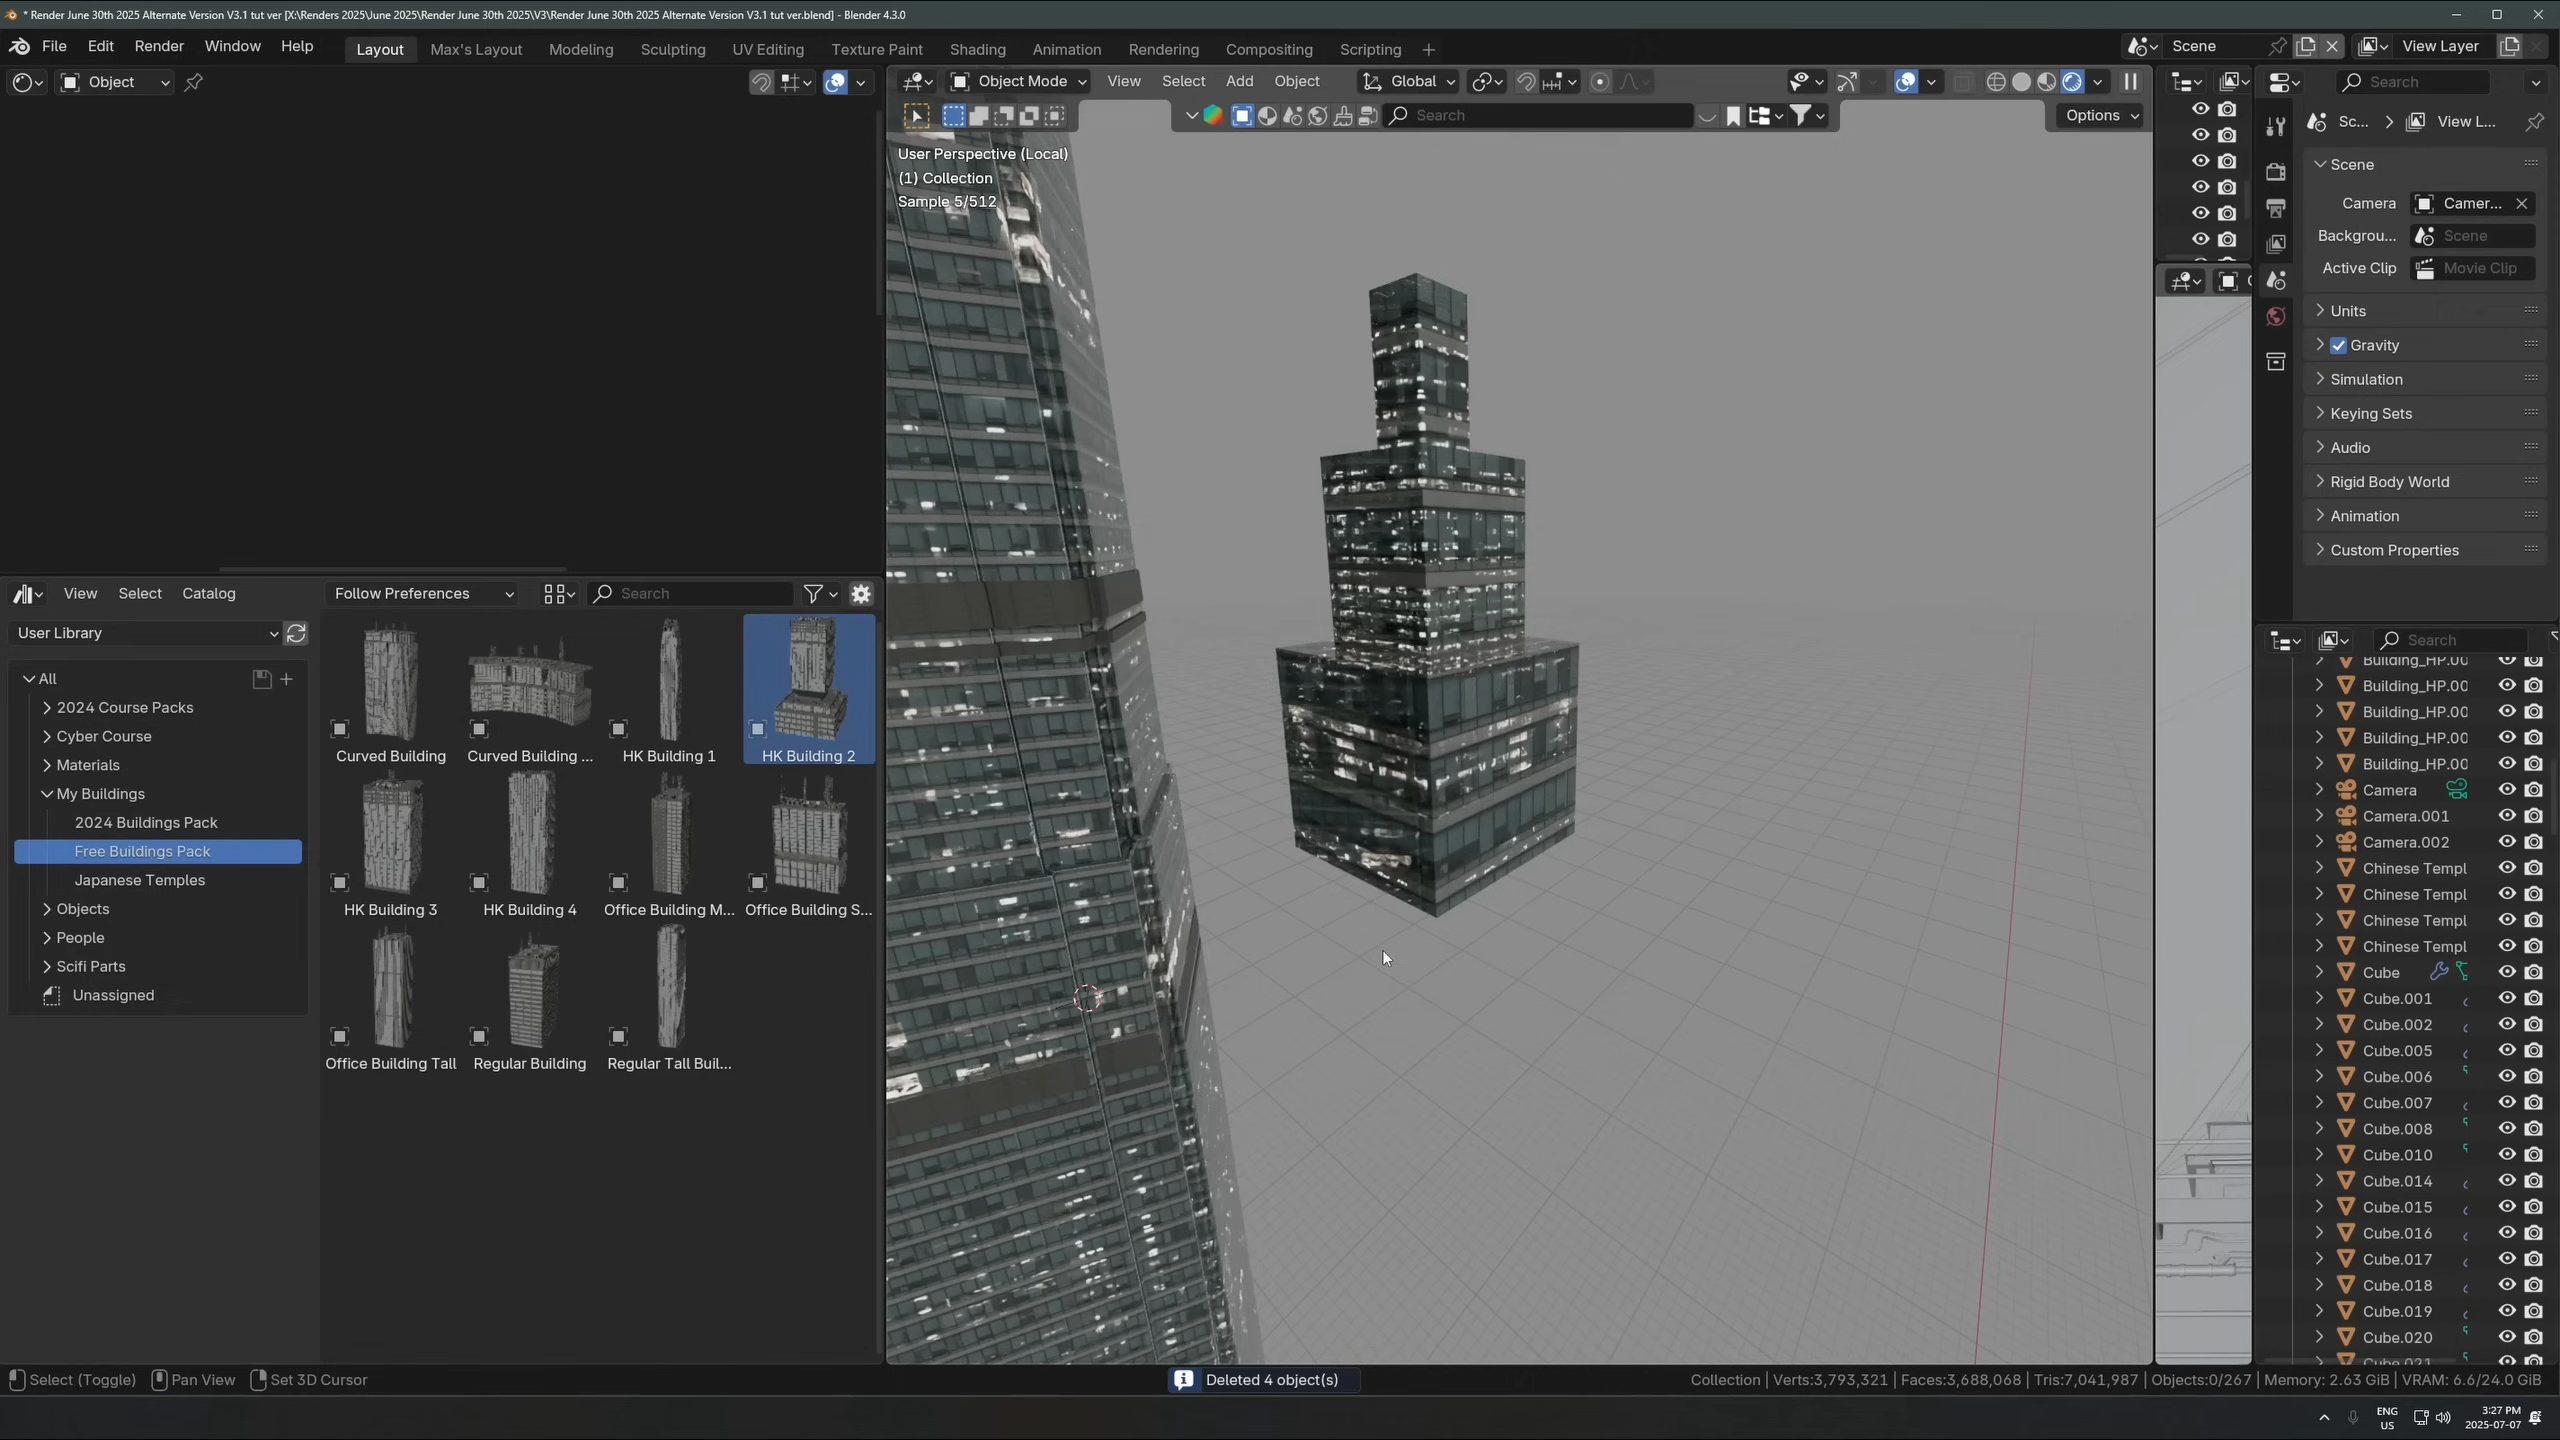 * Render June 30th 2025 Alternate Version V3.1 tut ver [X:\Renders 2025\June 2025\Render June 30th 2025\V3\Render June 30th 2025 Alternate Version V3.1 tut ver.blend] - Blender 4.3.0
File Edit Render Window Help Layout Max's Layout Modeling Sculpting UV Editing Texture Paint Shading Animation Rendering Compositing Scripting + Scene View Layer
Object
Object Mode View Select Add Object Global
Search
Search Options
User Perspective (Local)
(1) Collection
Sample 5/512
Sc... View L...
Scene
Camera Camer...
Backgrou... Scene
Active Clip Movie Clip
Units
Gravity
Simulation
Keying Sets
Audio
Rigid Body World
Animation
Custom Properties
View Select Catalog Follow Preferences Search
User Library
All
2024 Course Packs
Cyber Course
Materials
My Buildings
2024 Buildings Pack
Free Buildings Pack
Japanese Temples
Objects
People
Scifi Parts
Unassigned
Curved Building Curved Building ... HK Building 1 HK Building 2
HK Building 3 HK Building 4 Office Building M... Office Building S...
Office Building Tall Regular Building Regular Tall Buil...
Search
Building_HP.00
Building_HP.00
Building_HP.00
Building_HP.00
Building_HP.00
Camera
Camera.001
Camera.002
Chinese Templ
Chinese Templ
Chinese Templ
Chinese Templ
Cube
Cube.001
Cube.002
Cube.005
Cube.006
Cube.007
Cube.008
Cube.010
Cube.014
Cube.015
Cube.016
Cube.017
Cube.018
Cube.019
Cube.020
Cube.021
Select (Toggle) Pan View Set 3D Cursor
Deleted 4 object(s)
Collection | Verts:3,793,321 | Faces:3,688,068 | Tris:7,041,987 | Objects:0/267 | Memory: 2.63 GiB | VRAM: 6.6/24.0 GiB
ENG
US
3:27 PM
2025-07-07